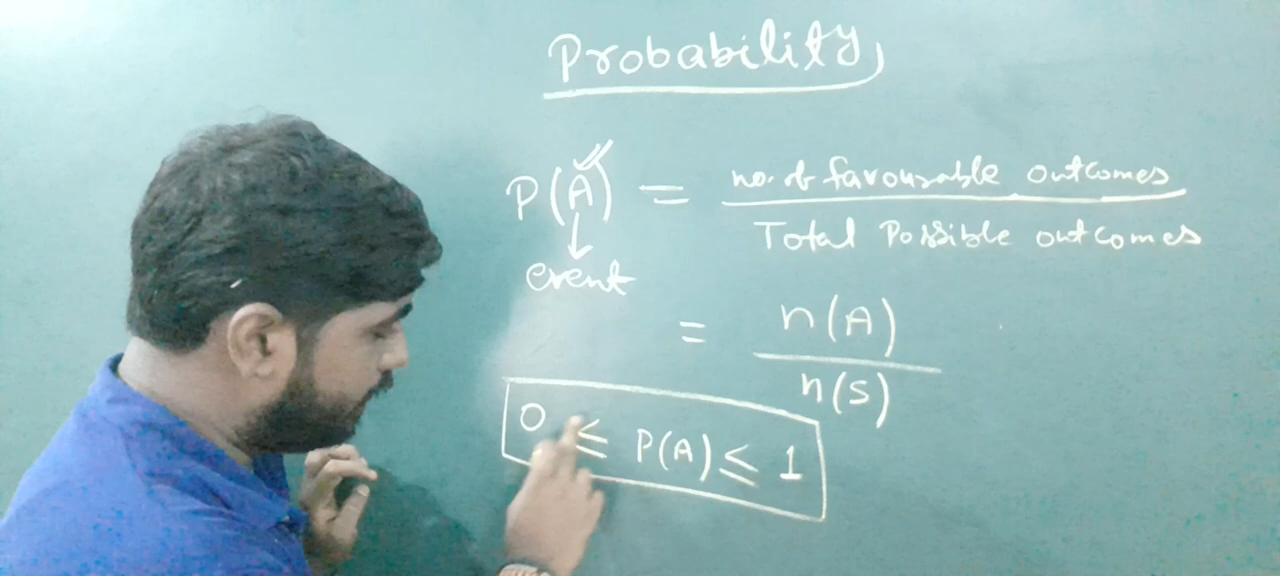 Probability
P(A) = no. of favourable outcomes
Total Possible outcomes
event
= n(A)
n(S)
0 ≤ P(A) ≤ 1